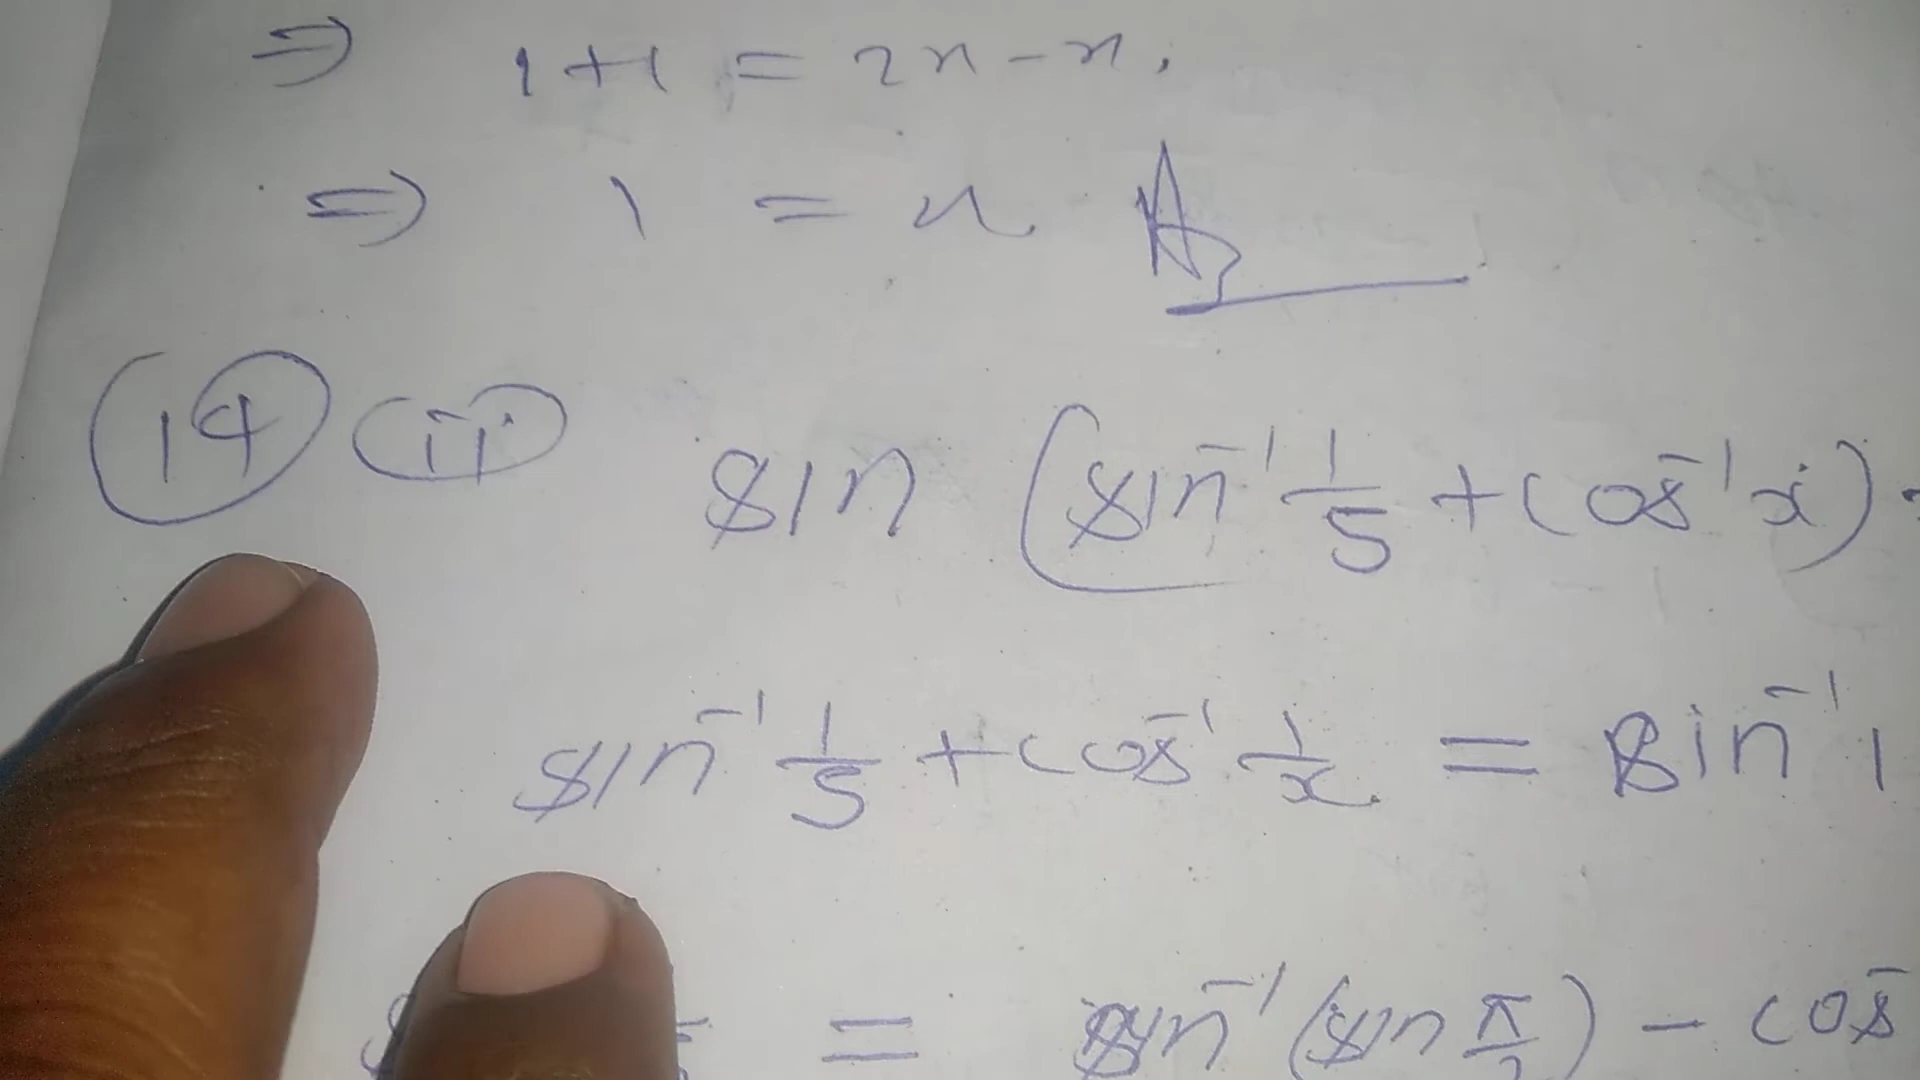 ⇒ 1+1 = 2x-x.
⇒ 1 = x. A
(14) (ii) sin (sin⁻¹ 1/5 + cos⁻¹ x)
sin⁻¹ 1/5 + cos⁻¹ 1/x = sin⁻¹ 1
= sin⁻¹ (sin π/2) - cos